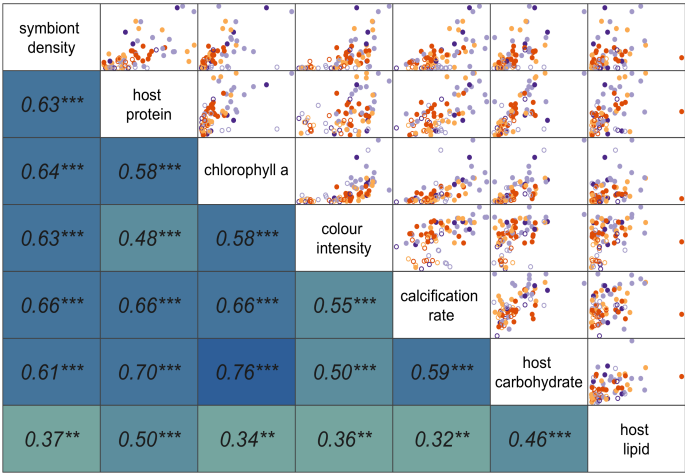 symbiont
density
0.63***
host
protein
0.64*** 0.58*** chlorophyll a
0.63*** 0.48*** 0.58***
colour
intensity
0.66*** 0.66*** 0.66*** 0.55***
calcification
rate
0.61*** 0.70*** 0.76*** 0.50*** 0.59***
host
carbohydrate
0.37** 0.50*** 0.34** 0.36** 0.32** 0.46***
host
lipid